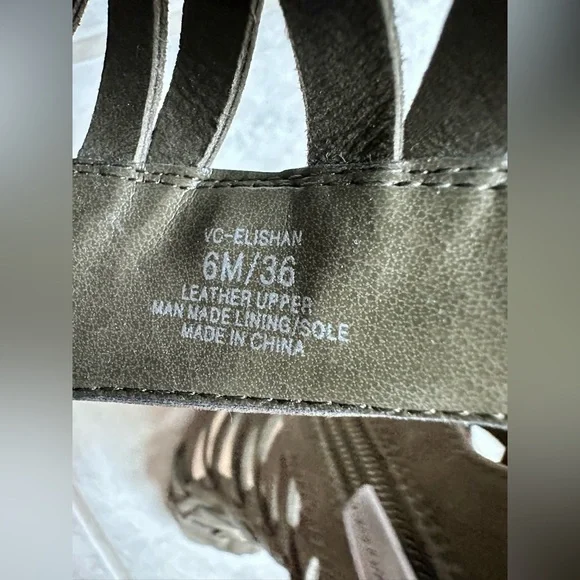 VC-ELISHAN
6M/36
LEATHER UPPER
MAN MADE LINING/SOLE
MADE IN CHINA